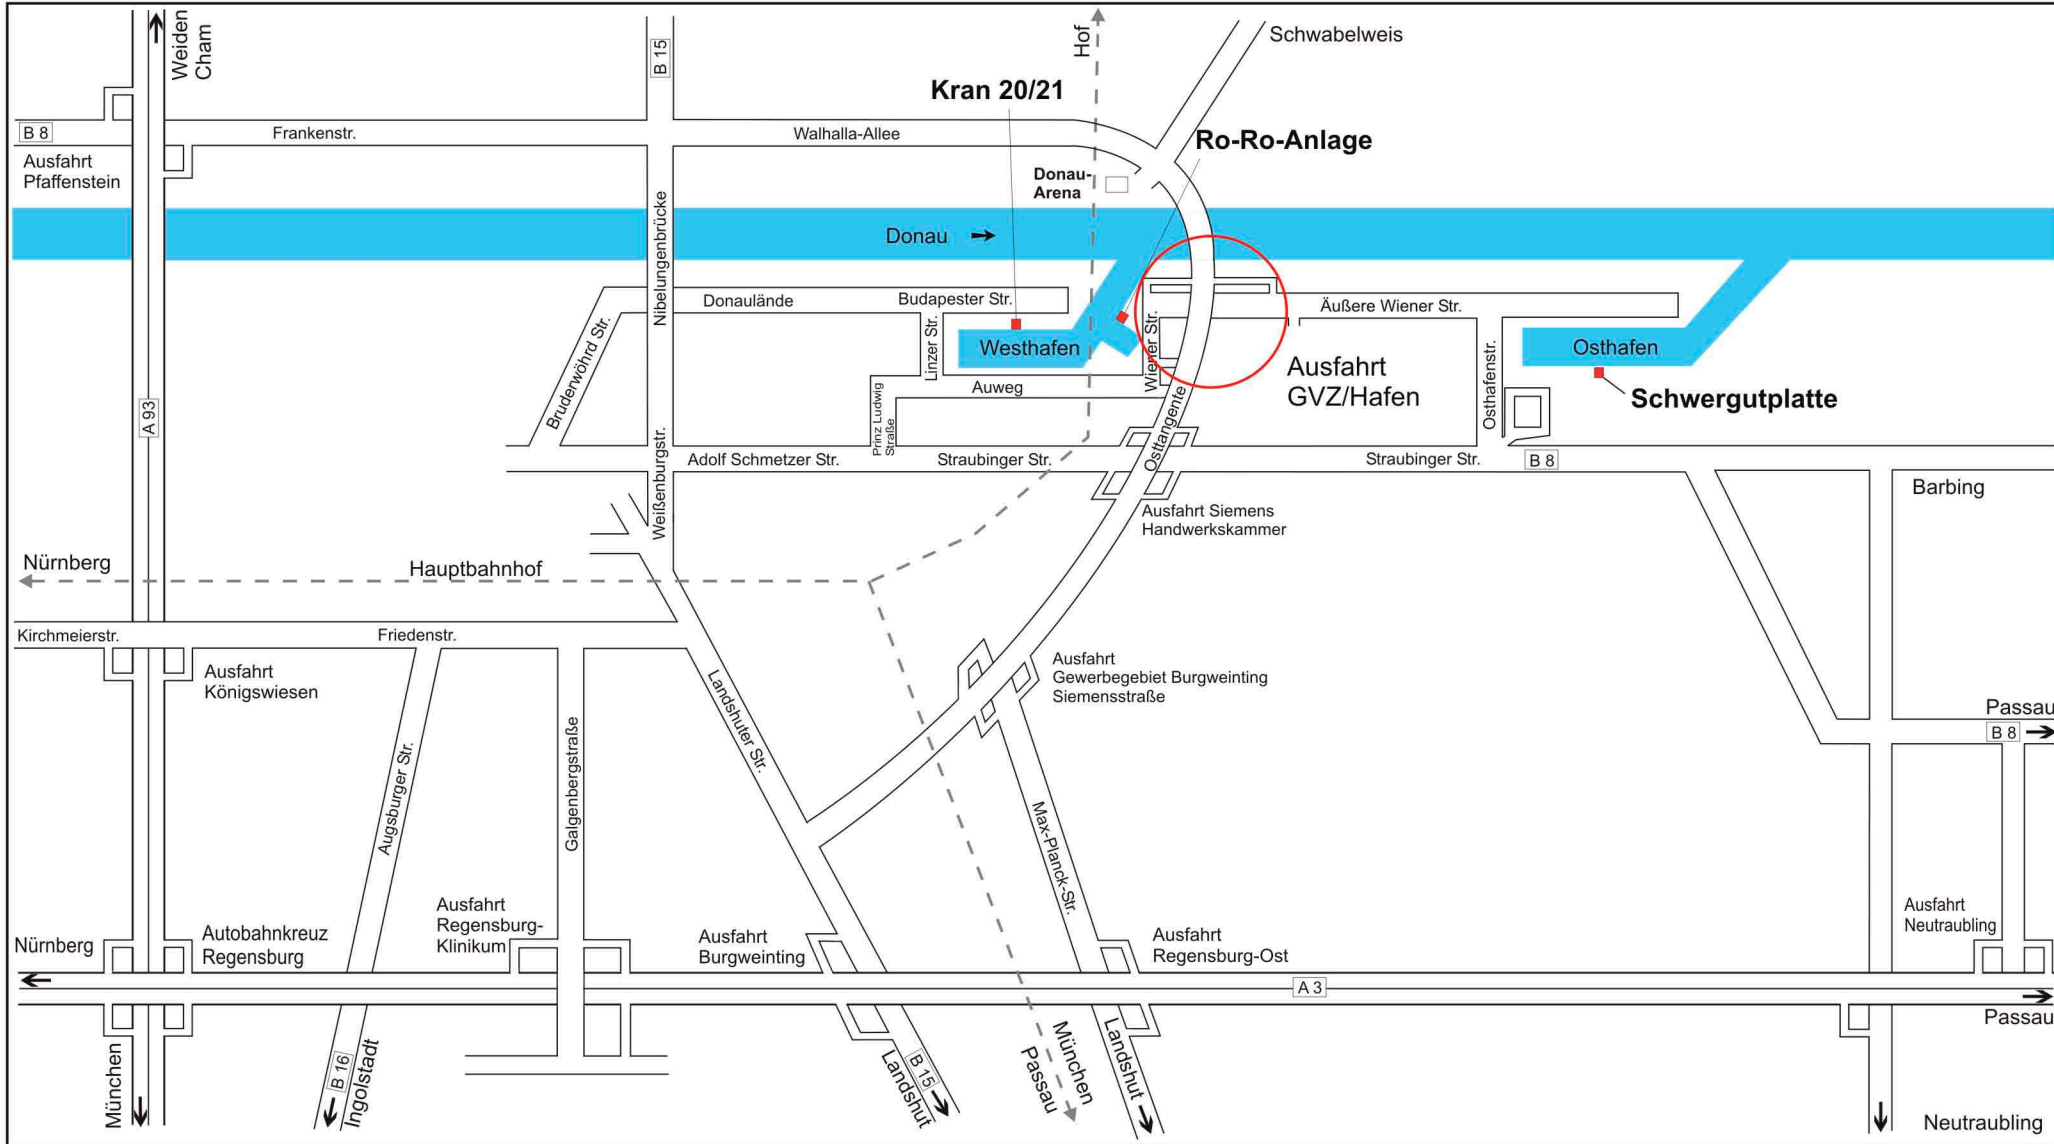 Weiden
Cham
B 15
Hof
Schwabelweis
Kran 20/21
B 8
Frankenstr.
Walhalla-Allee
Ro-Ro-Anlage
Ausfahrt
Pfaffenstein
Donau-
Arena
Nibelungenbrücke
Donau
Donaulände
Budapester Str.
Äußere Wiener Str.
Bruderwöhrd Str.
Linzer Str.
Westhafen
Wiener Str.
Osthafen
Ausfahrt
GVZ/Hafen
Osthafenstr.
Auweg
Schwergutplatte
A 93
Prinz Ludwig
Straße
Osttangente
Weißenburgstr.
Adolf Schmetzer Str.
Straubinger Str.
Straubinger Str.
B 8
Barbing
Ausfahrt Siemens
Handwerkskammer
Nürnberg
Hauptbahnhof
Kirchmeierstr.
Friedenstr.
Ausfahrt
Königswiesen
Ausfahrt
Gewerbegebiet Burgweinting
Siemensstraße
Landshuter Str.
Passau
B 8
Augsburger Str.
Galgenbergstraße
Max-Planck-Str.
Nürnberg
Autobahnkreuz
Regensburg
Ausfahrt
Regensburg-
Klinikum
Ausfahrt
Burgweinting
Ausfahrt
Regensburg-Ost
Ausfahrt
Neutraubling
A 3
Passau
München
B 16
Ingolstadt
B 15
Landshut
München
Passau
Landshut
Neutraubling